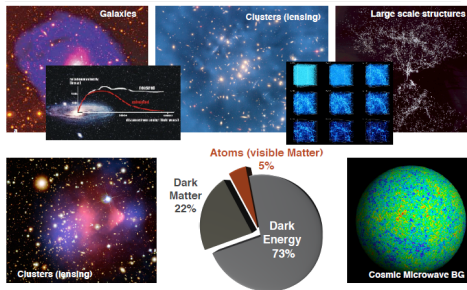 Galaxies
Clusters (lensing)
Large scale structures
Atoms (visible Matter)
5%
Dark
Matter
22%
Dark
Energy
73%
Clusters (lensing)
Cosmic Microwave BG